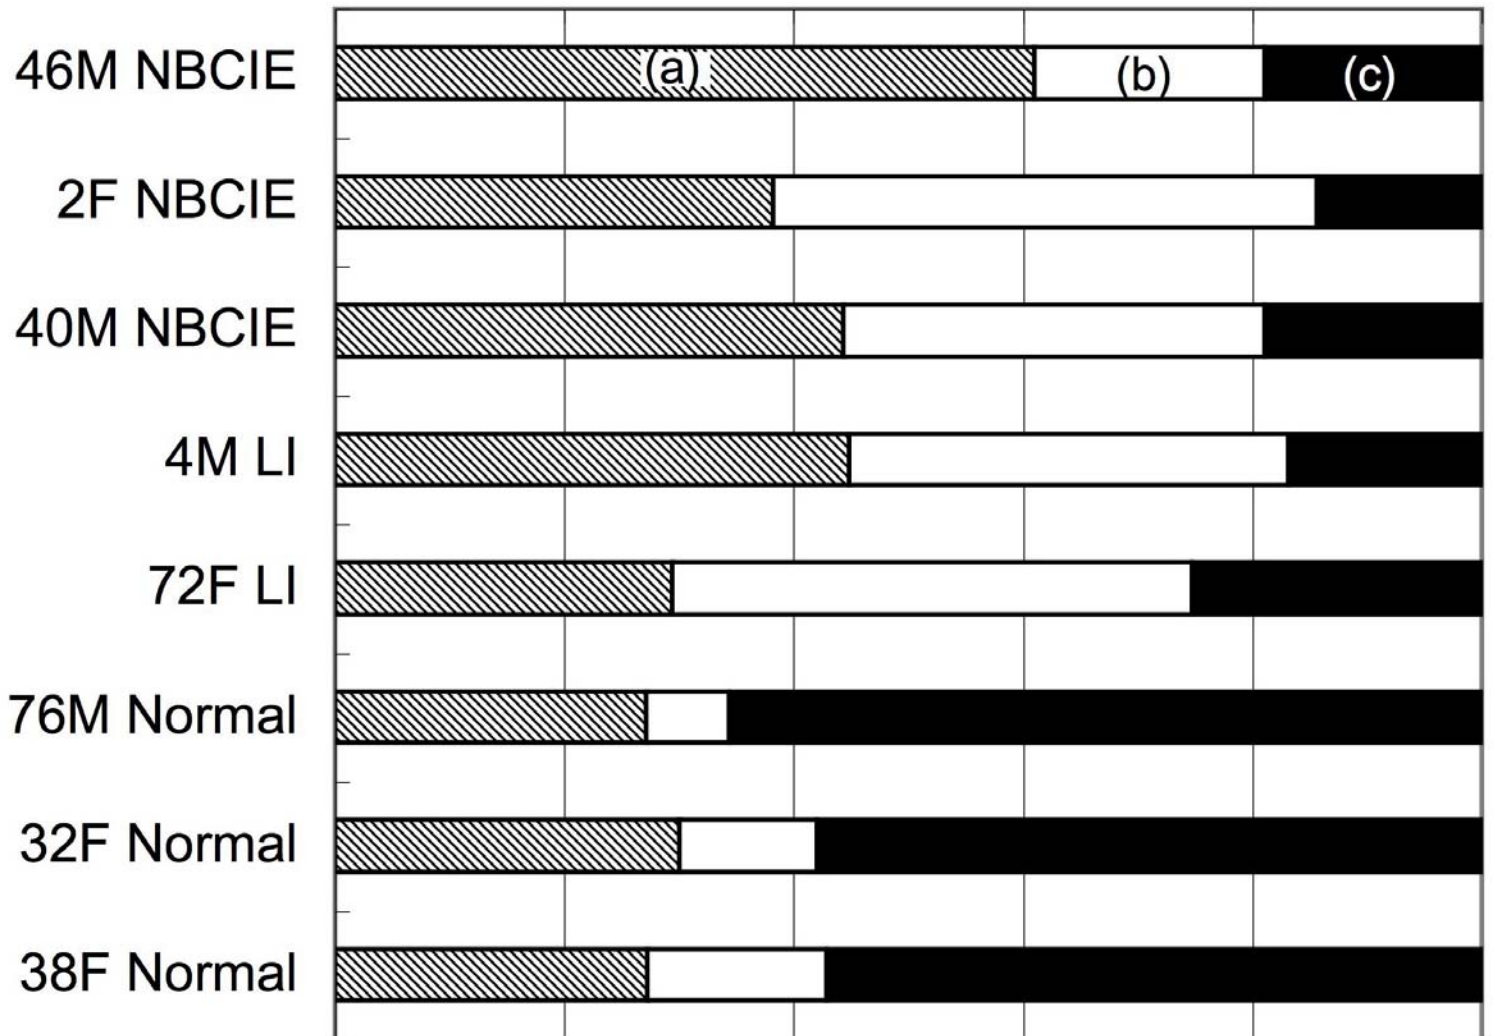 46M NBCIE (a) (b) (c)
2F NBCIE
40M NBCIE
4M LI
72F LI
76M Normal
32F Normal
38F Normal